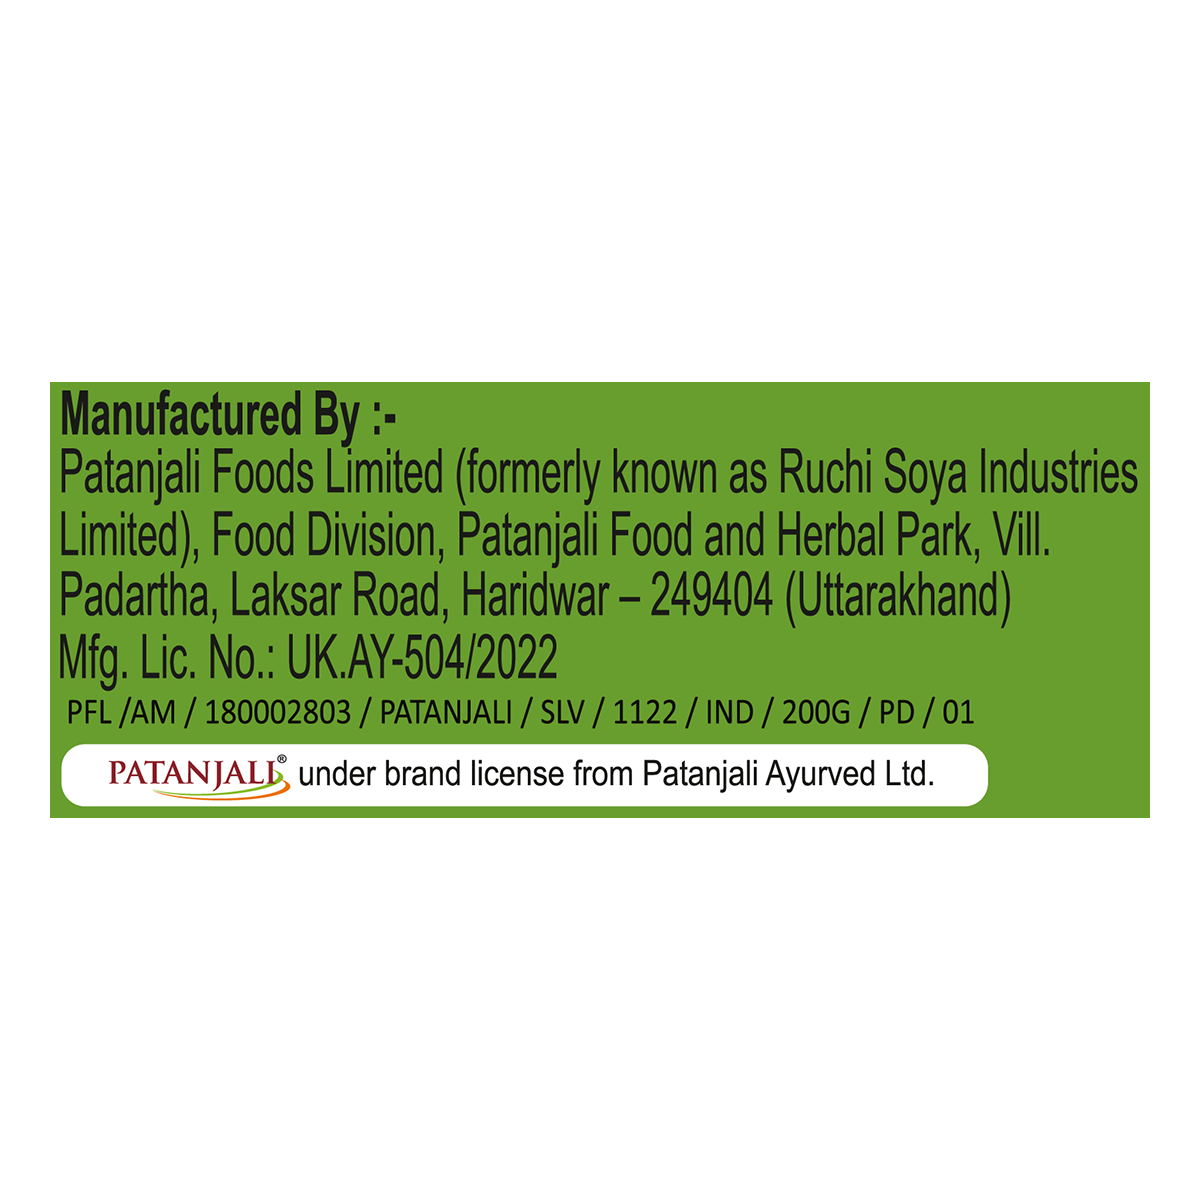 Manufactured By :-
Patanjali Foods Limited (formerly known as Ruchi Soya Industries
Limited), Food Division, Patanjali Food and Herbal Park, Vill.
Padartha, Laksar Road, Haridwar – 249404 (Uttarakhand)
Mfg. Lic. No.: UK.AY-504/2022
PFL /AM / 180002803 / PATANJALI / SLV / 1122 / IND / 200G / PD / 01
PATANJALI® under brand license from Patanjali Ayurved Ltd.